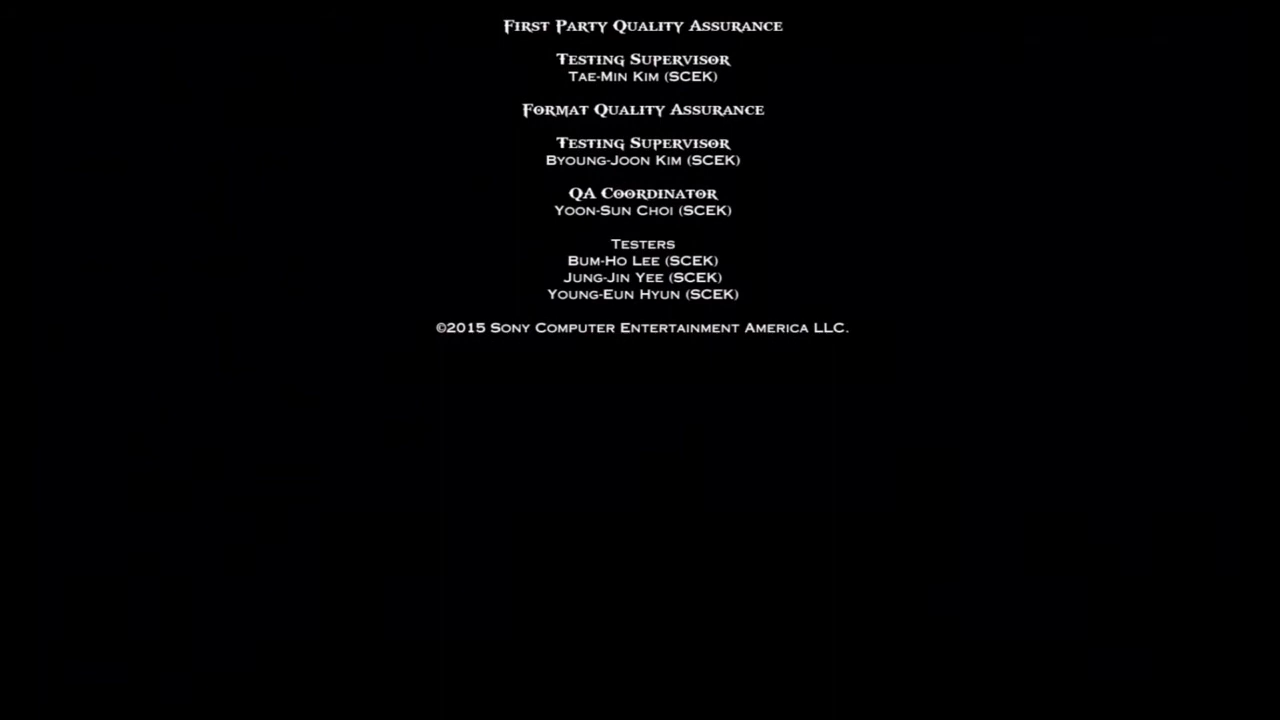 First Party Quality Assurance
Testing Supervisor
Tae-Min Kim (SCEK)
Format Quality Assurance
Testing Supervisor
Byoung-Joon Kim (SCEK)
QA Coordinator
Yoon-Sun Choi (SCEK)
Testers
Bum-Ho Lee (SCEK)
Jung-Jin Yee (SCEK)
Young-Eun Hyun (SCEK)
©2015 Sony Computer Entertainment America LLC.